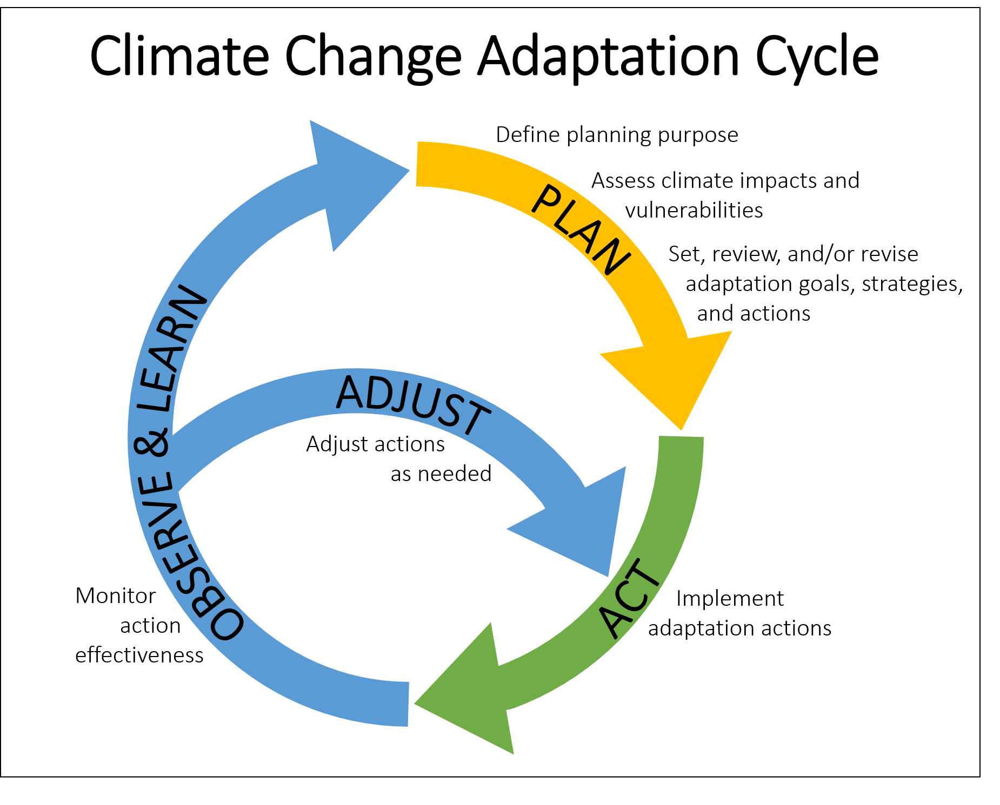 Climate Change Adaptation Cycle
Define planning purpose
PLAN
Assess climate impacts and
vulnerabilities
Set, review, and/or revise
adaptation goals, strategies,
and actions
ACT
Implement
adaptation actions
OBSERVE & LEARN
Monitor
action
effectiveness
ADJUST
Adjust actions
as needed